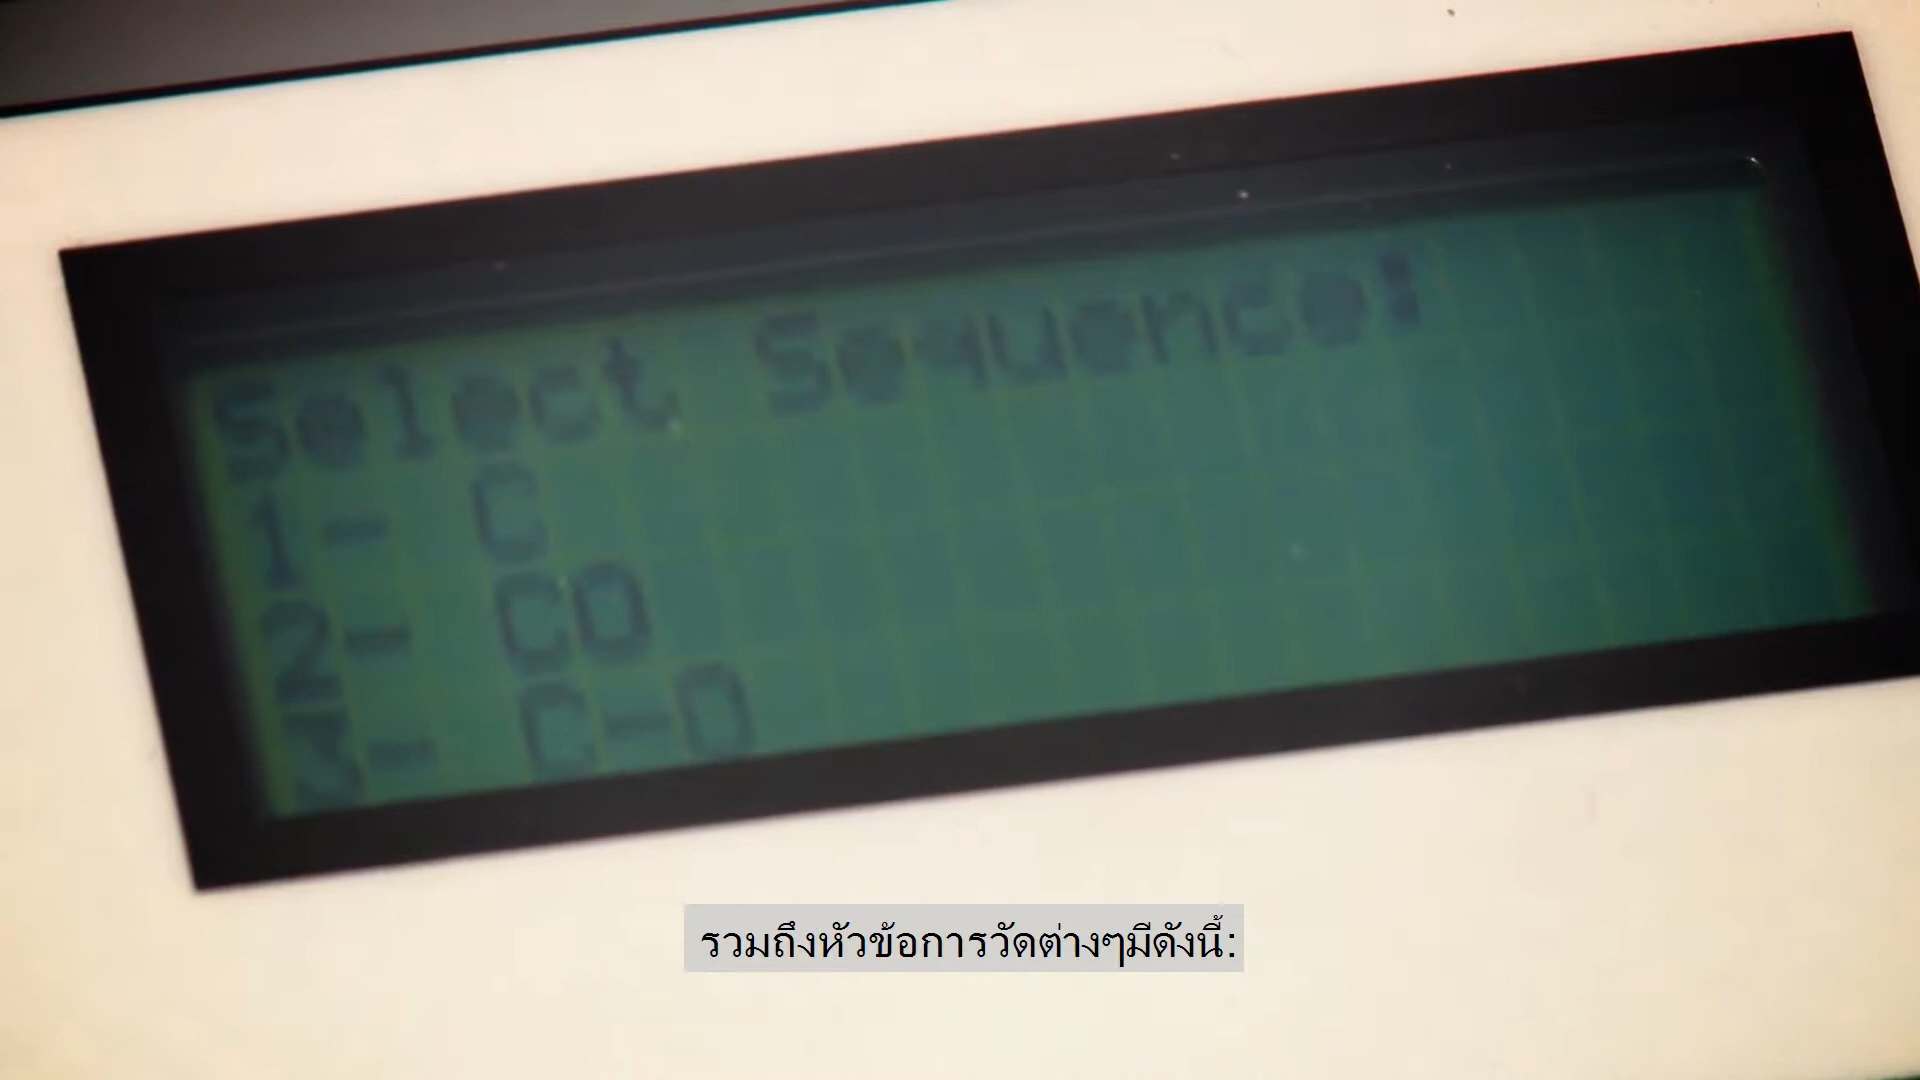 Select Sequence:
1- C
2- CO
3- C-O
รวมถึงหัวข้อการวัดต่างๆมีดังนี้: